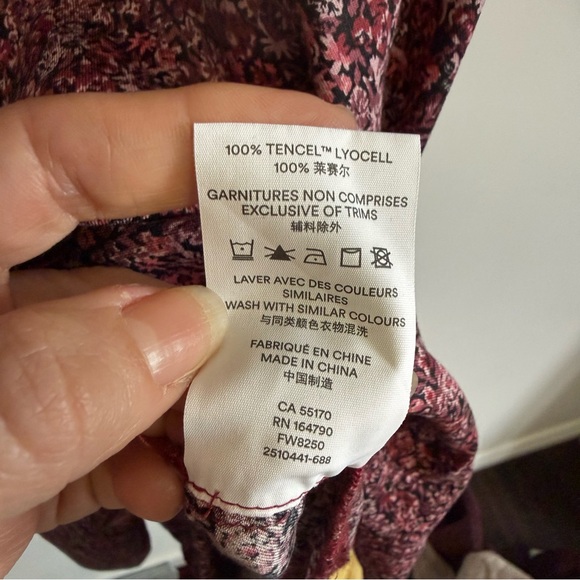 100% TENCEL™ LYOCELL
100% 莱赛尔
GARNITURES NON COMPRISES
EXCLUSIVE OF TRIMS
辅料除外
LAVER AVEC DES COULEURS
SIMILAIRES
WASH WITH SIMILAR COLOURS
与同类颜色衣物混洗
FABRIQUÉ EN CHINE
MADE IN CHINA
中国制造
CA 55170
RN 164790
FW8250
2510441-688